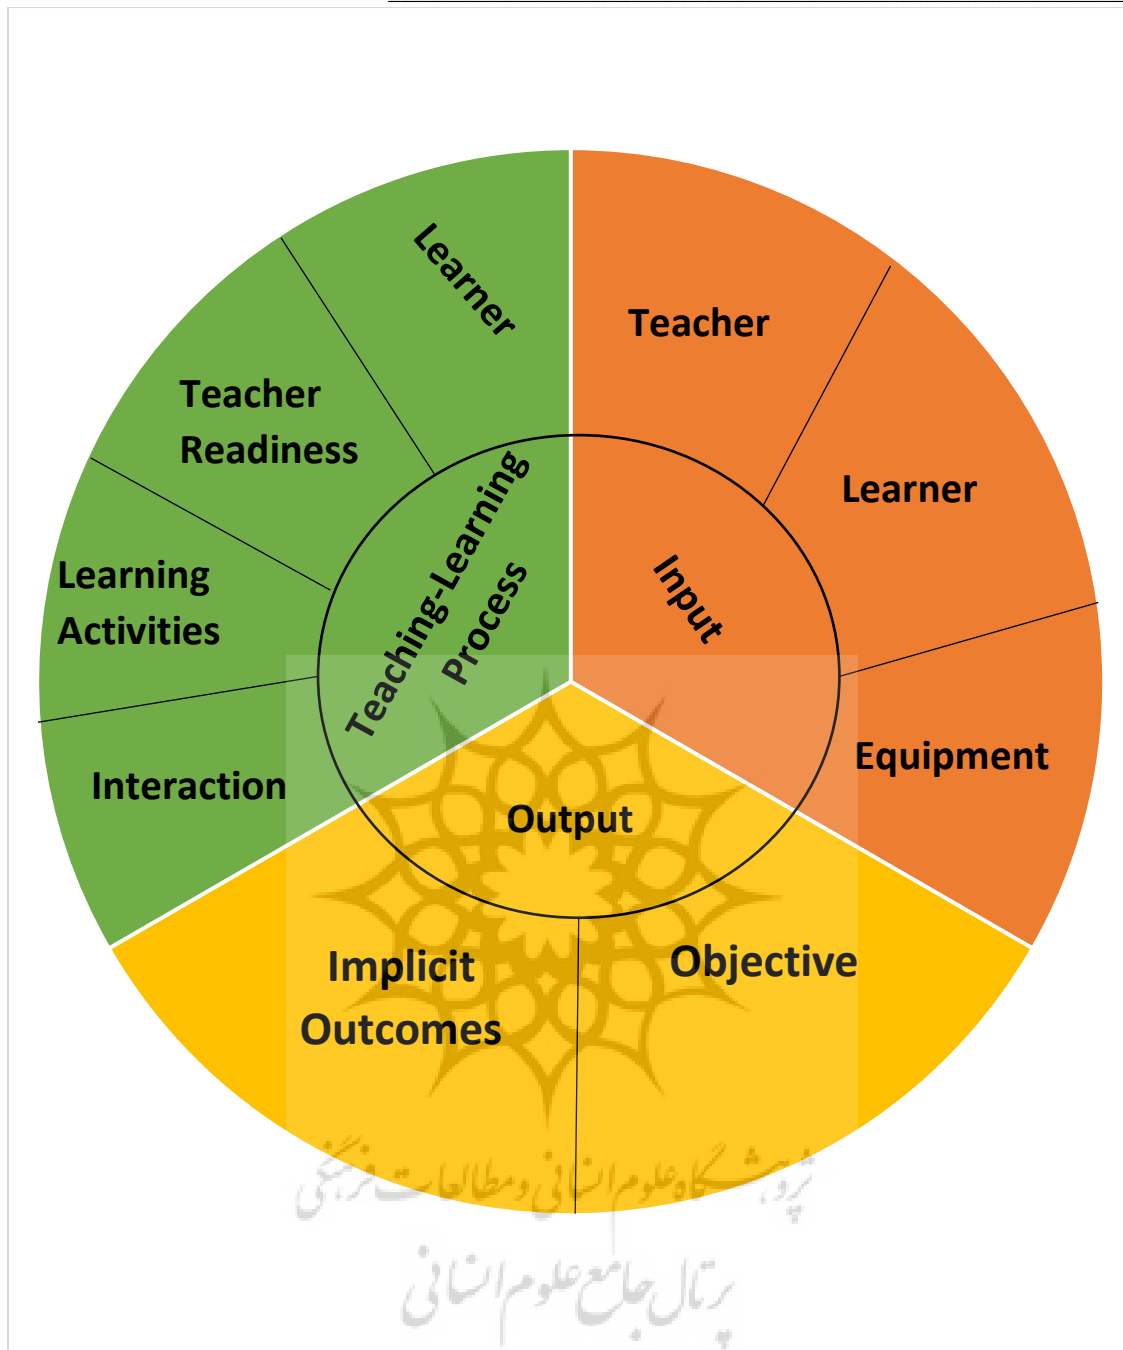 Learner
Teacher
Teacher
Readiness
Learner
Teaching-Learning
Process
Input
Learning
Activities
Interaction
Equipment
Output
Implicit
Outcomes
Objective
پژوهشگاه علوم انسانی و مطالعات فرهنگی
پرتال جامع علوم انسانی